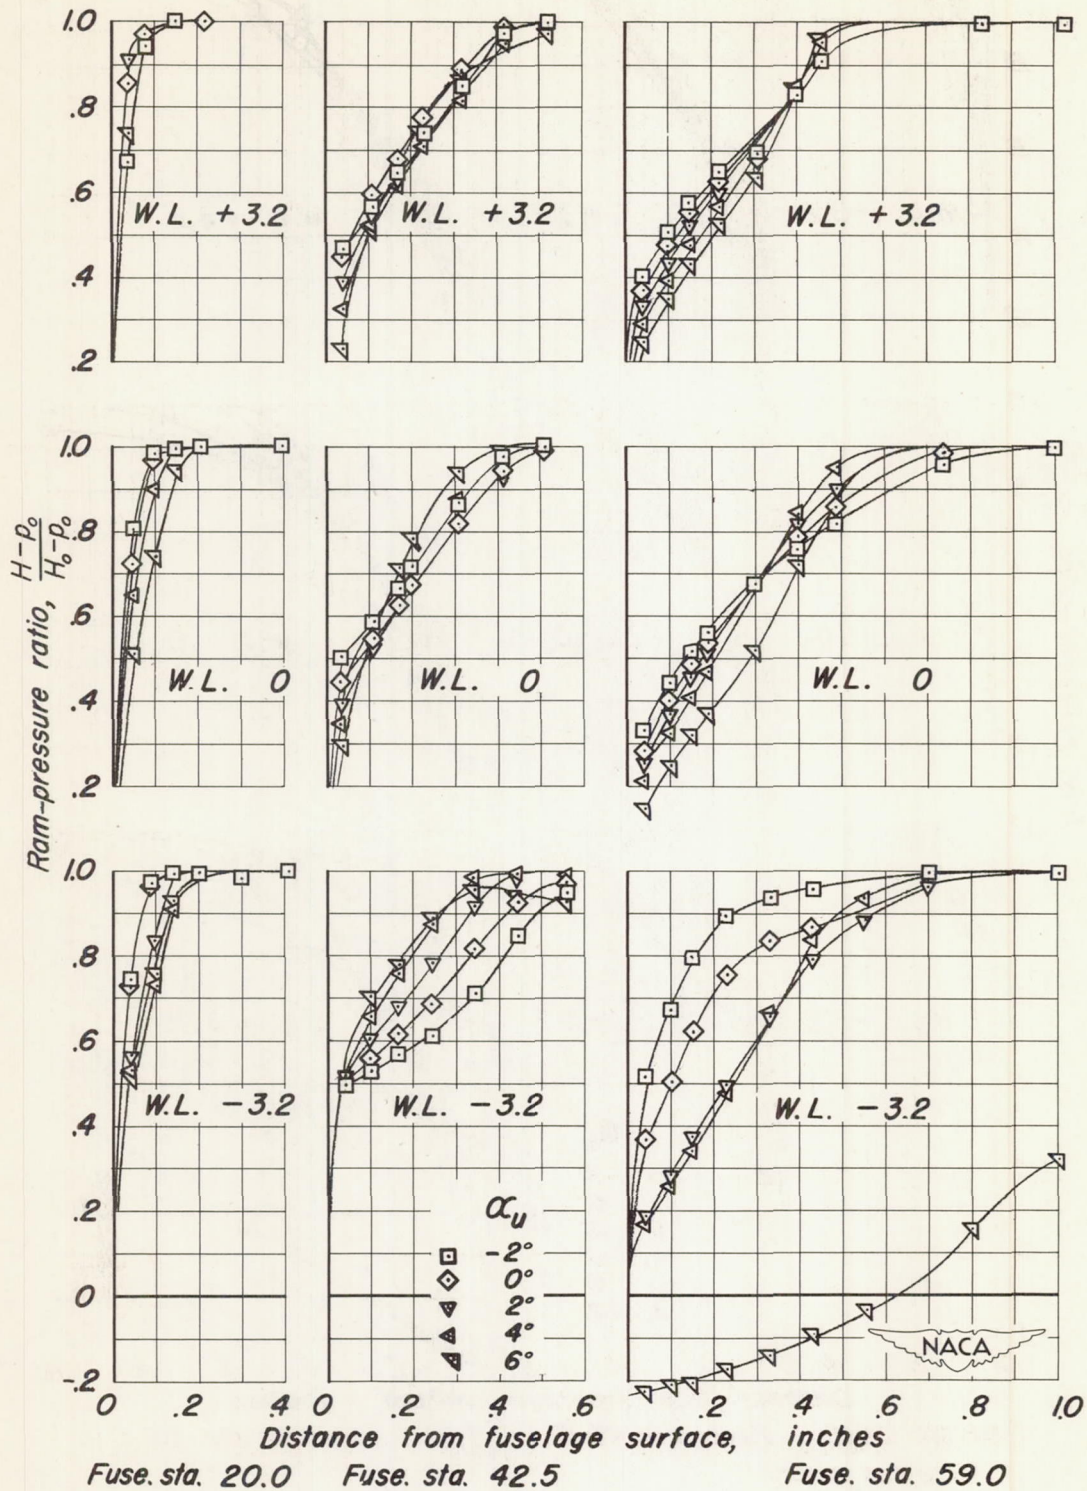 1.0
.8
.6
.4
.2
W.L. +3.2
W.L. +3.2
W.L. +3.2
1.0
.8
.6
.4
.2
W.L. 0
W.L. 0
W.L. 0
Ram-pressure ratio, H-p₀ / H₀-p₀
1.0
.8
.6
.4
.2
0
-.2
W.L. -3.2
W.L. -3.2
W.L. -3.2
αᵤ
-2°
0°
2°
4°
6°
NACA
0 .2 .4 0 .2 .4 .6 .2 .4 .6 .8 1.0
Distance from fuselage surface, inches
Fuse. sta. 20.0 Fuse. sta. 42.5 Fuse. sta. 59.0